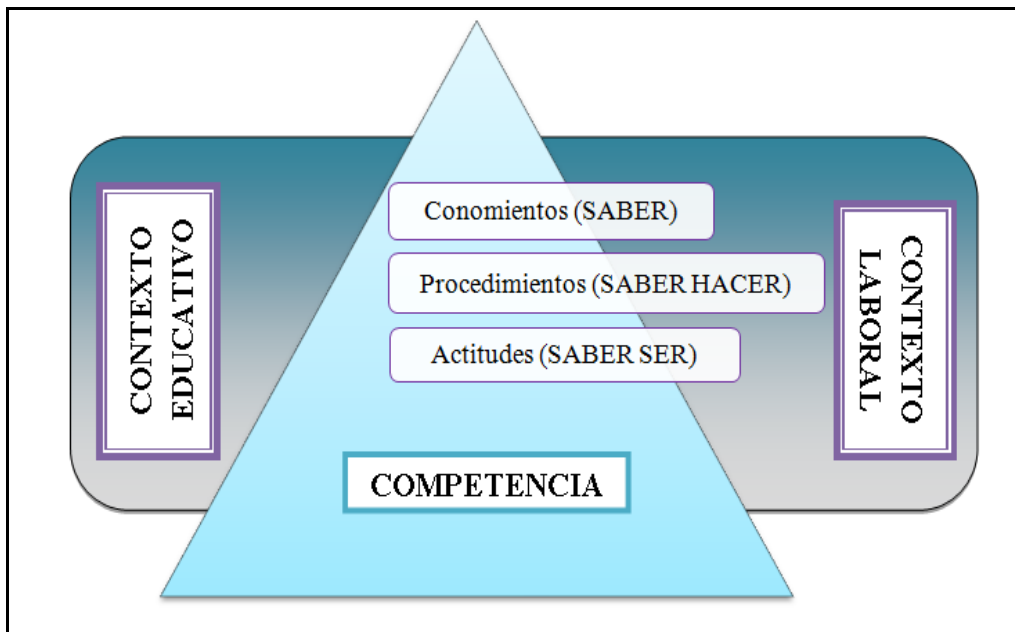 CONTEXTO
EDUCATIVO
Conomientos (SABER)
Procedimientos (SABER HACER)
Actitudes (SABER SER)
COMPETENCIA
CONTEXTO
LABORAL